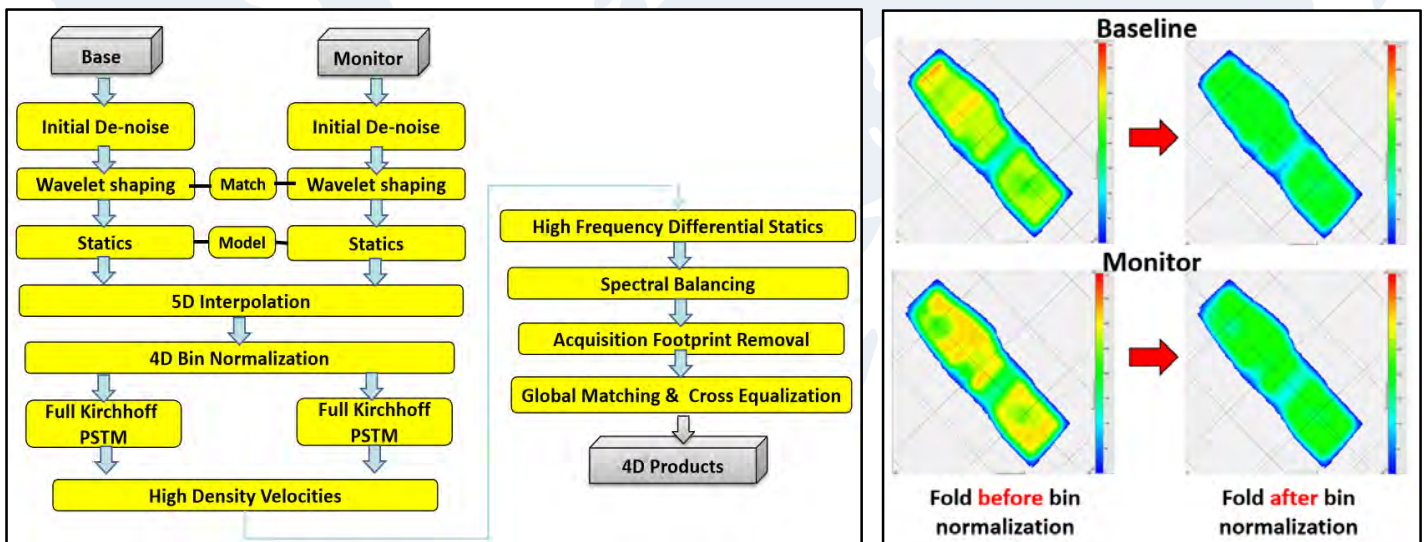 Base
Monitor
Initial De-noise
Initial De-noise
Wavelet shaping
Match
Wavelet shaping
Statics
Model
Statics
5D Interpolation
4D Bin Normalization
Full Kirchhoff
PSTM
Full Kirchhoff
PSTM
High Density Velocities
High Frequency Differential Statics
Spectral Balancing
Acquisition Footprint Removal
Global Matching & Cross Equalization
4D Products
Baseline
Monitor
Fold before bin
normalization
Fold after bin
normalization